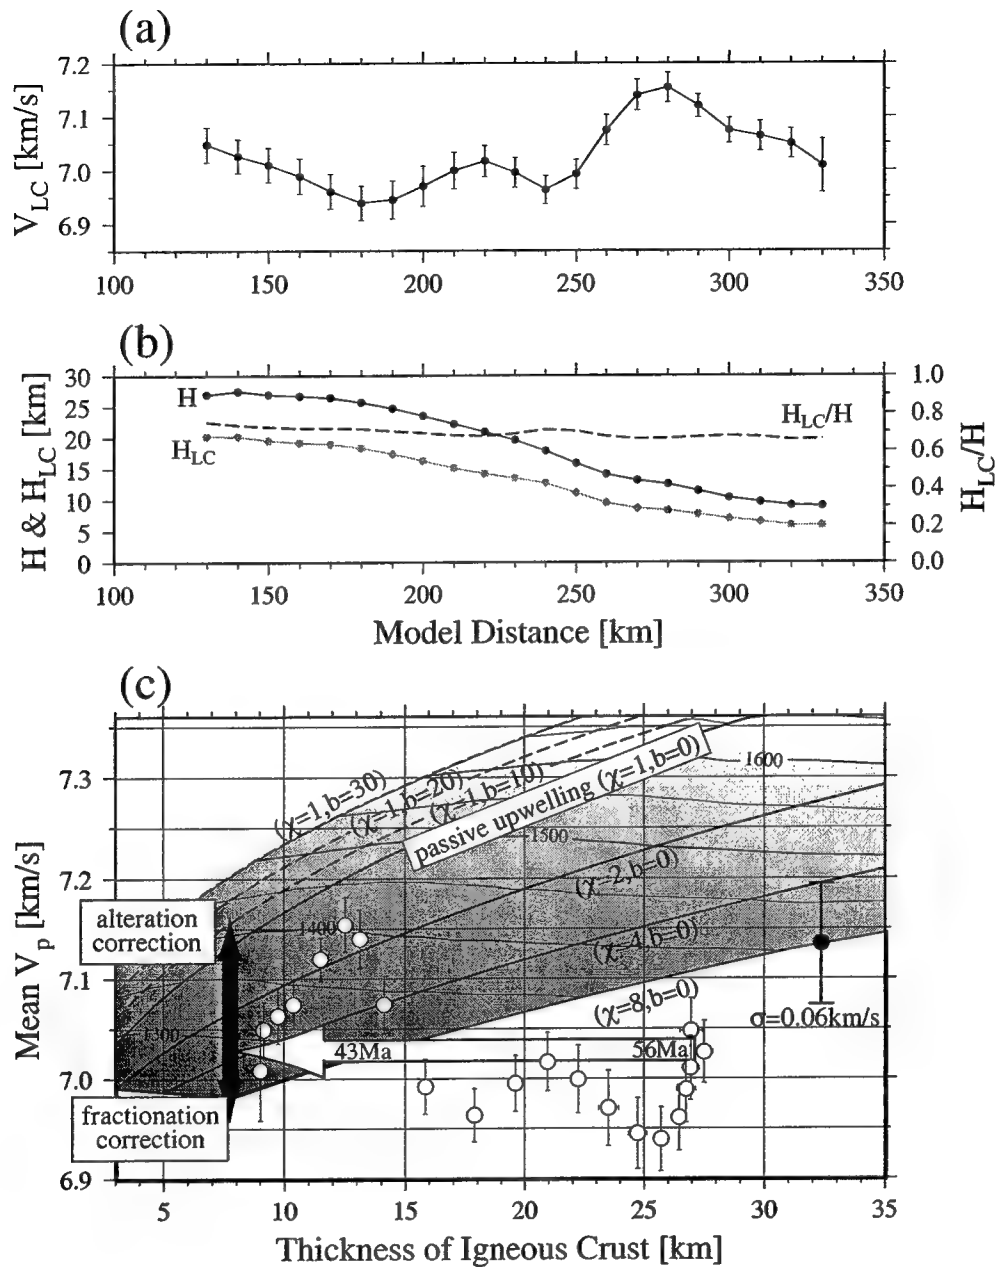 (a)
V_LC [km/s]
7.2
7.1
7.0
6.9
100 150 200 250 300 350
(b)
H & H_LC [km]
30
25
20
15
10
5
0
H
H_LC
H_LC/H
1.0
0.8
0.6
0.4
0.2
0.0
H_LC/H
100 150 200 250 300 350
Model Distance [km]
(c)
Mean V_p [km/s]
7.3
7.2
7.1
7.0
6.9
(χ=1,b=30)
(χ=1,b=20)
(χ=1,b=10)
passive upwelling (χ=1,b=0)
1600
1500
(χ=2,b=0)
1400
(χ=4,b=0)
(χ=8,b=0)
1300
alteration
correction
fractionation
correction
43Ma
56Ma
σ=0.06km/s
5 10 15 20 25 30 35
Thickness of Igneous Crust [km]